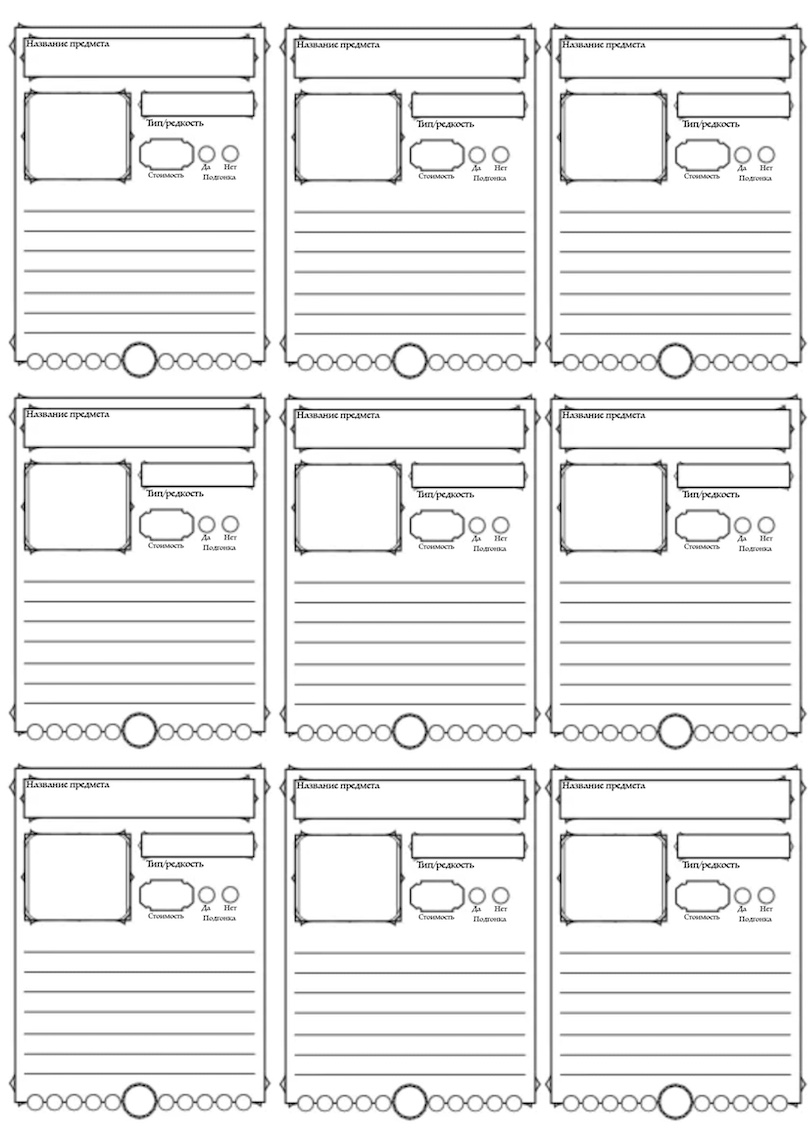 Название предмета
Тип/редкость
Да Нет
Стоимость Подгонка
Название предмета
Тип/редкость
Да Нет
Стоимость Подгонка
Название предмета
Тип/редкость
Да Нет
Стоимость Подгонка
Название предмета
Тип/редкость
Да Нет
Стоимость Подгонка
Название предмета
Тип/редкость
Да Нет
Стоимость Подгонка
Название предмета
Тип/редкость
Да Нет
Стоимость Подгонка
Название предмета
Тип/редкость
Да Нет
Стоимость Подгонка
Название предмета
Тип/редкость
Да Нет
Стоимость Подгонка
Название предмета
Тип/редкость
Да Нет
Стоимость Подгонка